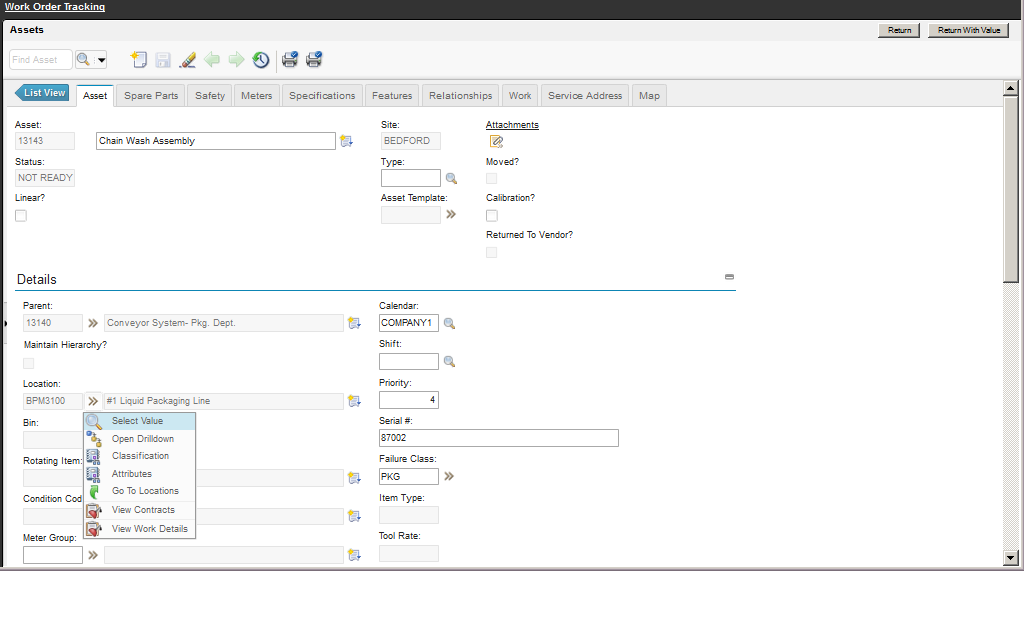 Work Order Tracking
Assets
Return
Return With Value
Find Asset
List View
Asset
Spare Parts
Safety
Meters
Specifications
Features
Relationships
Work
Service Address
Map
Asset:
Site:
Attachments
13143
Chain Wash Assembly
BEDFORD
Status:
Type:
Moved?
NOT READY
Linear?
Asset Template:
Calibration?
Returned To Vendor?
Details
Parent:
Calendar:
13140
Conveyor System- Pkg. Dept.
COMPANY1
Maintain Hierarchy?
Shift:
Location:
Priority:
BPM3100
#1 Liquid Packaging Line
4
Bin:
Select Value
Serial #:
Open Drilldown
87002
Rotating Item:
Classification
Failure Class:
Attributes
PKG
Go To Locations
Condition Cod
Item Type:
View Contracts
View Work Details
Meter Group:
Tool Rate: